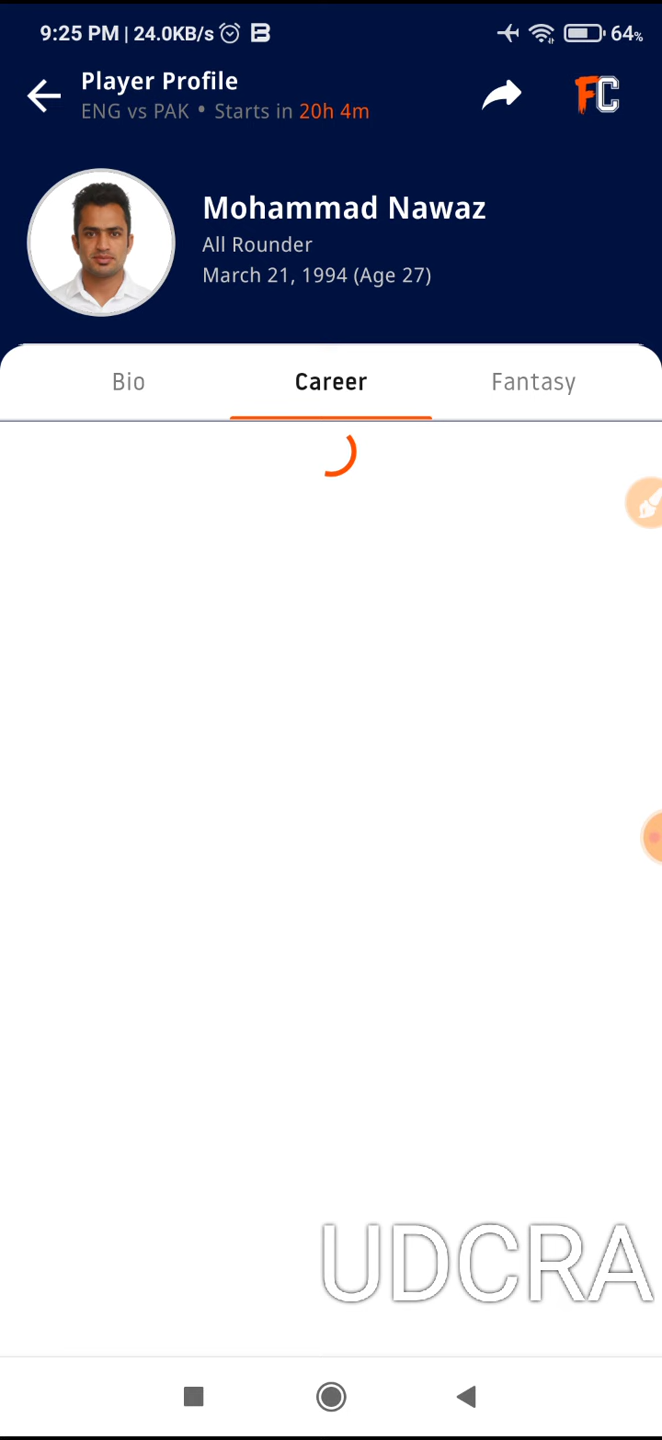 9:25 PM | 24.0KB/s
64%
Player Profile
ENG vs PAK • Starts in 20h 4m
FC
Mohammad Nawaz
All Rounder
March 21, 1994 (Age 27)
Bio Career Fantasy
UDCRA